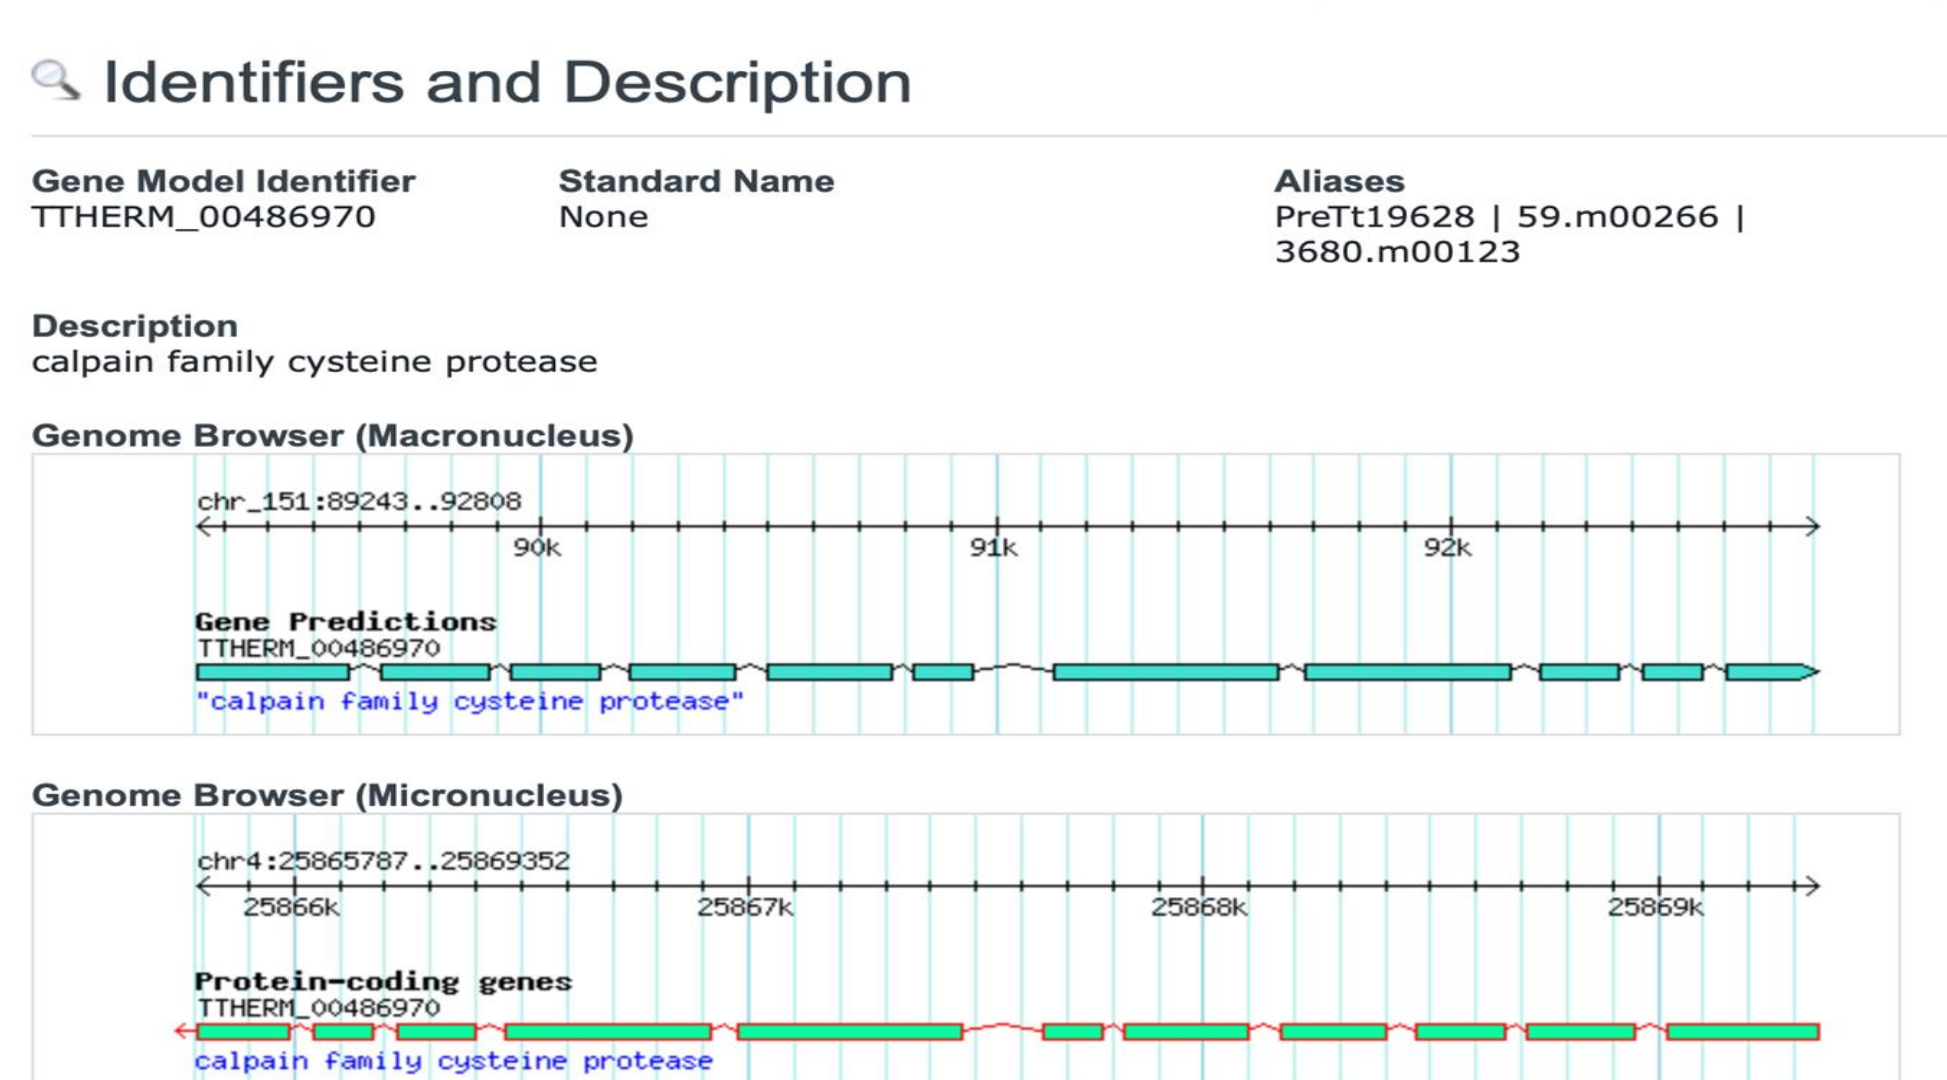 Identifiers and Description
Gene Model Identifier
TTHERM_00486970
Standard Name
None
Aliases
PreTt19628 | 59.m00266 |
3680.m00123
Description
calpain family cysteine protease
Genome Browser (Macronucleus)
chr_151:89243..92808
90k 91k 92k
Gene Predictions
TTHERM_00486970
"calpain family cysteine protease"
Genome Browser (Micronucleus)
chr4:25865787..25869352
25866k 25867k 25868k 25869k
Protein-coding genes
TTHERM_00486970
calpain family cysteine protease